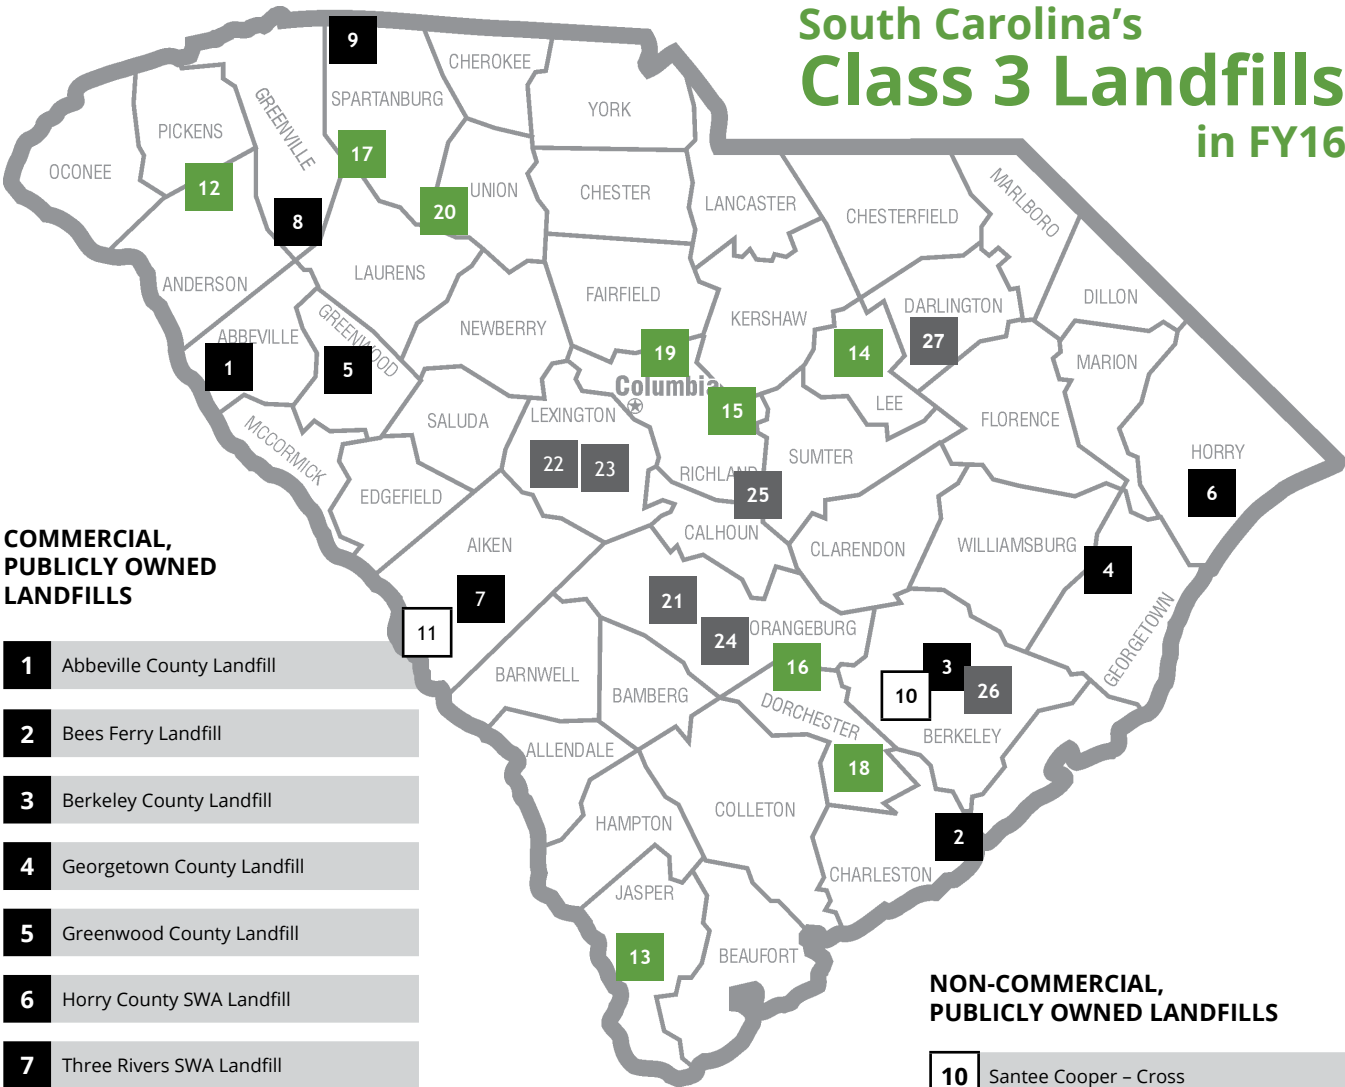 South Carolina's
Class 3 Landfills
in FY16
9
CHEROKEE
SPARTANBURG
YORK
GREENVILLE
PICKENS
17
OCONEE
12
UNION
CHESTER
LANCASTER
MARLBORO
CHESTERFIELD
20
8
ANDERSON
LAURENS
FAIRFIELD
DARLINGTON
DILLON
GREENWOOD
ABBEVILLE
NEWBERRY
KERSHAW
27
19
14
MARION
1
5
Columbia
15
LEE
SALUDA
LEXINGTON
FLORENCE
MCCORMICK
22
23
RICHLAND
SUMTER
HORRY
6
25
EDGEFIELD
CALHOUN
AIKEN
CLARENDON
WILLIAMSBURG
4
7
21
11
24
ORANGEBURG
GEORGETOWN
16
3
BARNWELL
BAMBERG
10
26
DORCHESTER
BERKELEY
ALLENDALE
18
COLLETON
HAMPTON
2
CHARLESTON
JASPER
13
BEAUFORT
COMMERCIAL,
PUBLICLY OWNED
LANDFILLS
1 Abbeville County Landfill
2 Bees Ferry Landfill
3 Berkeley County Landfill
4 Georgetown County Landfill
5 Greenwood County Landfill
6 Horry County SWA Landfill
7 Three Rivers SWA Landfill
NON-COMMERCIAL,
PUBLICLY OWNED LANDFILLS
10 Santee Cooper – Cross